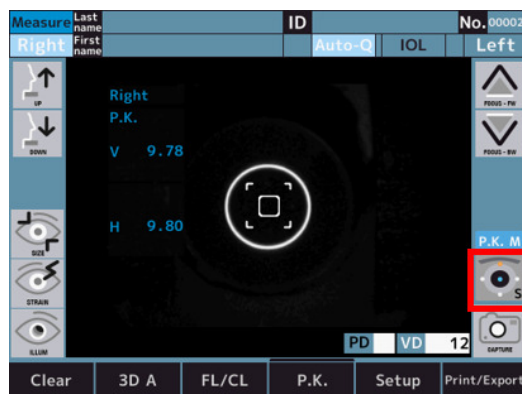 Measure Last name ID No. 00002
Right First name Auto-Q IOL Left
UP
FOCUS - FW
Right
P.K.
DOWN
FOCUS - BW
V 9.78
H 9.80
SIZE
P.K. M
S
STRAIN
PD VD 12
ILLUM
CAPTURE
Clear 3D A FL/CL P.K. Setup Print/Export